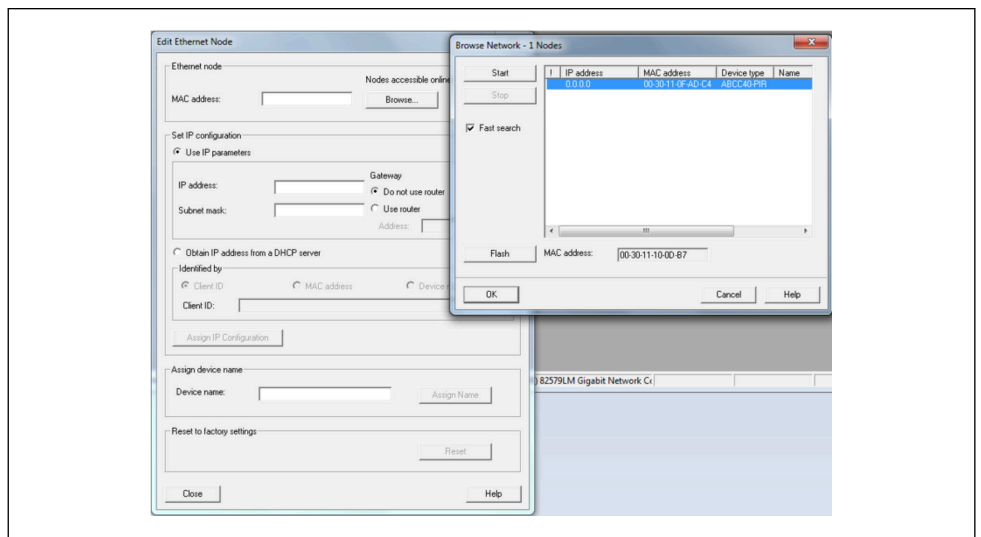 Edit Ethernet Node
Ethernet node
Nodes accessible online
MAC address:
Browse...
Set IP configuration
Use IP parameters
Gateway
IP address:
Do not use router
Subnet mask:
Use router
Address:
Obtain IP address from a DHCP server
Identified by
Client ID
MAC address
Device
Client ID:
Assign IP Configuration
Assign device name
Device name:
Assign Name
Reset to factory settings
Reset
Close
Help
Browse Network - 1 Nodes
Start
! IP address MAC address Device type Name
0.0.0.0 00-30-11-0F-AD-C4 ABCC40-PIR
Stop
Fast search
Flash
MAC address:
00-30-11-10-0D-B7
OK
Cancel
Help
) 82579LM Gigabit Network